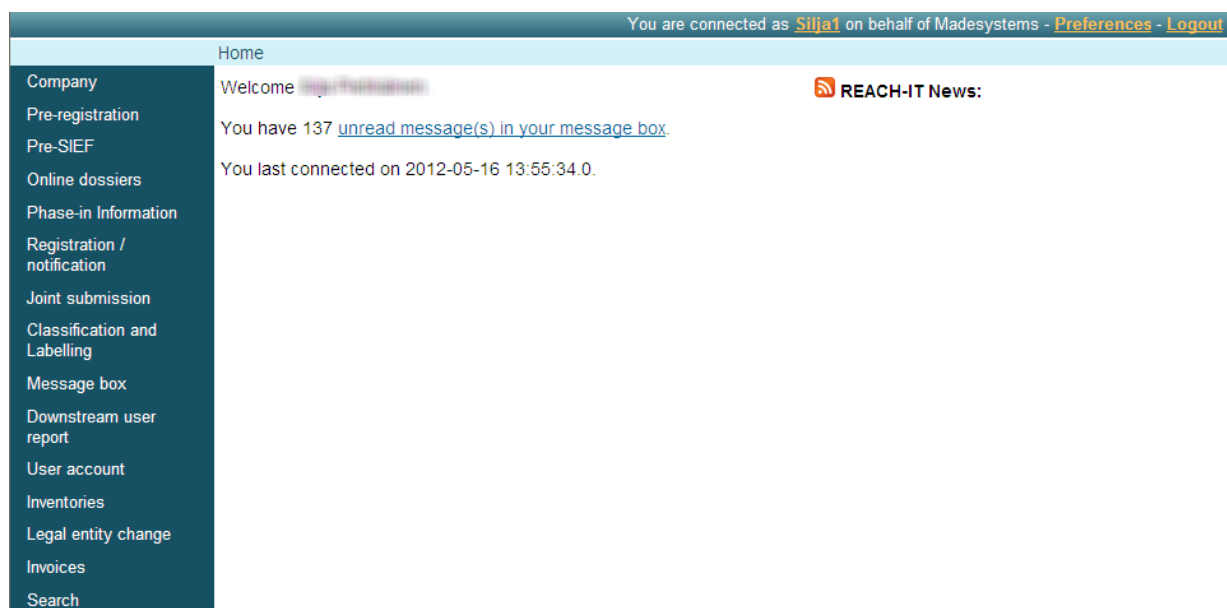 You are connected as Silja1 on behalf of Madesystems - Preferences - Logout
Home
Company
Pre-registration
Pre-SIEF
Online dossiers
Phase-in Information
Registration /
notification
Joint submission
Classification and
Labelling
Message box
Downstream user
report
User account
Inventories
Legal entity change
Invoices
Search
Welcome
You have 137 unread message(s) in your message box.
You last connected on 2012-05-16 13:55:34.0.
REACH-IT News: